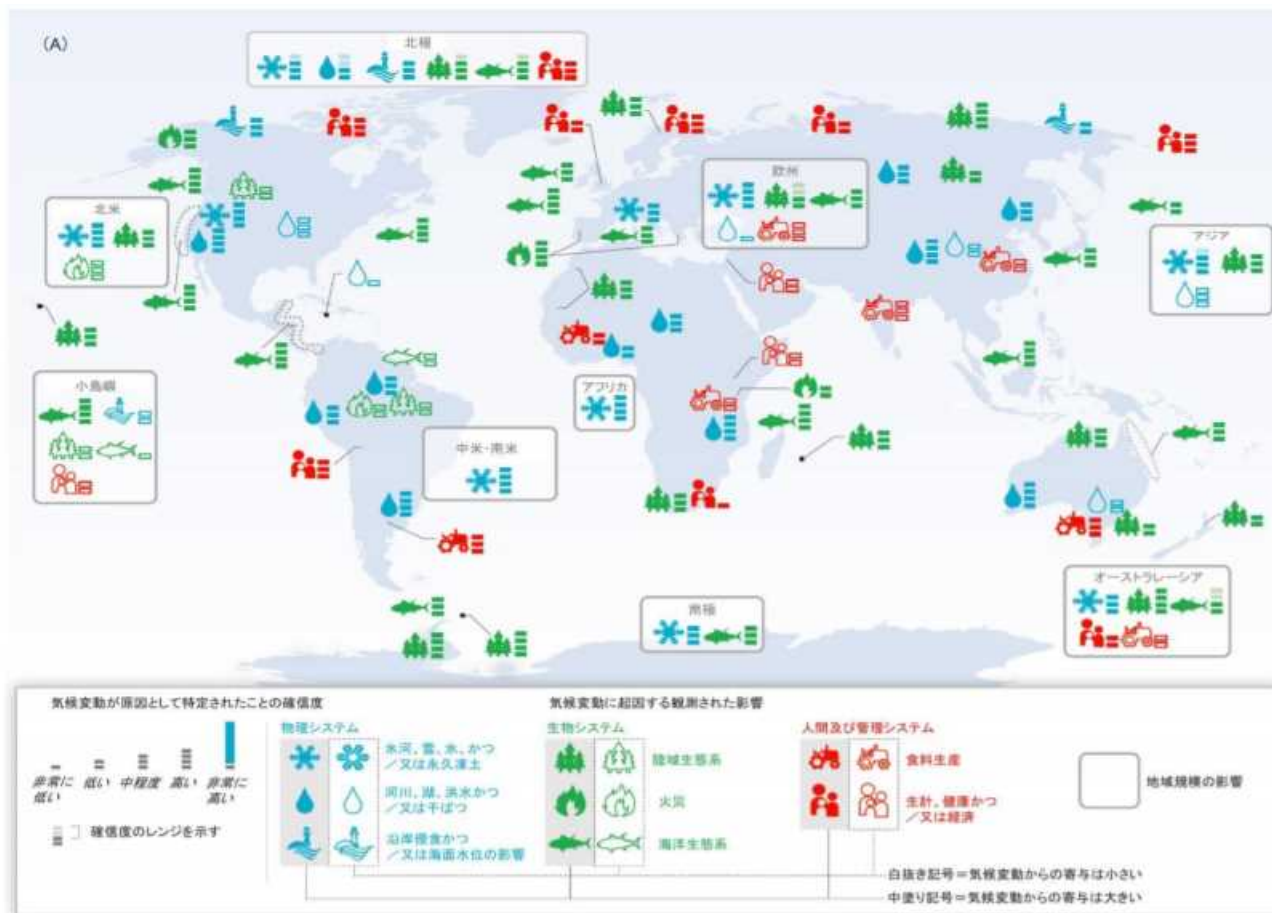 (A)
北極
欧州
北米
アジア
小島嶼
アフリカ
中米・南米
オーストラレーシア
南極
気候変動が原因として特定されたことの確信度
非常に低い
低い
中程度
高い
非常に高い
確信度のレンジを示す
気候変動に起因する観測された影響
物理システム
氷河、雪、氷、かつ
／又は永久凍土
河川、湖、洪水かつ
／又は干ばつ
沿岸侵食かつ
／又は海面水位の影響
生物システム
陸域生態系
火災
海洋生態系
人間及び管理システム
食料生産
生計、健康かつ
／又は経済
地域規模の影響
白抜き記号＝気候変動からの寄与は小さい
中塗り記号＝気候変動からの寄与は大きい